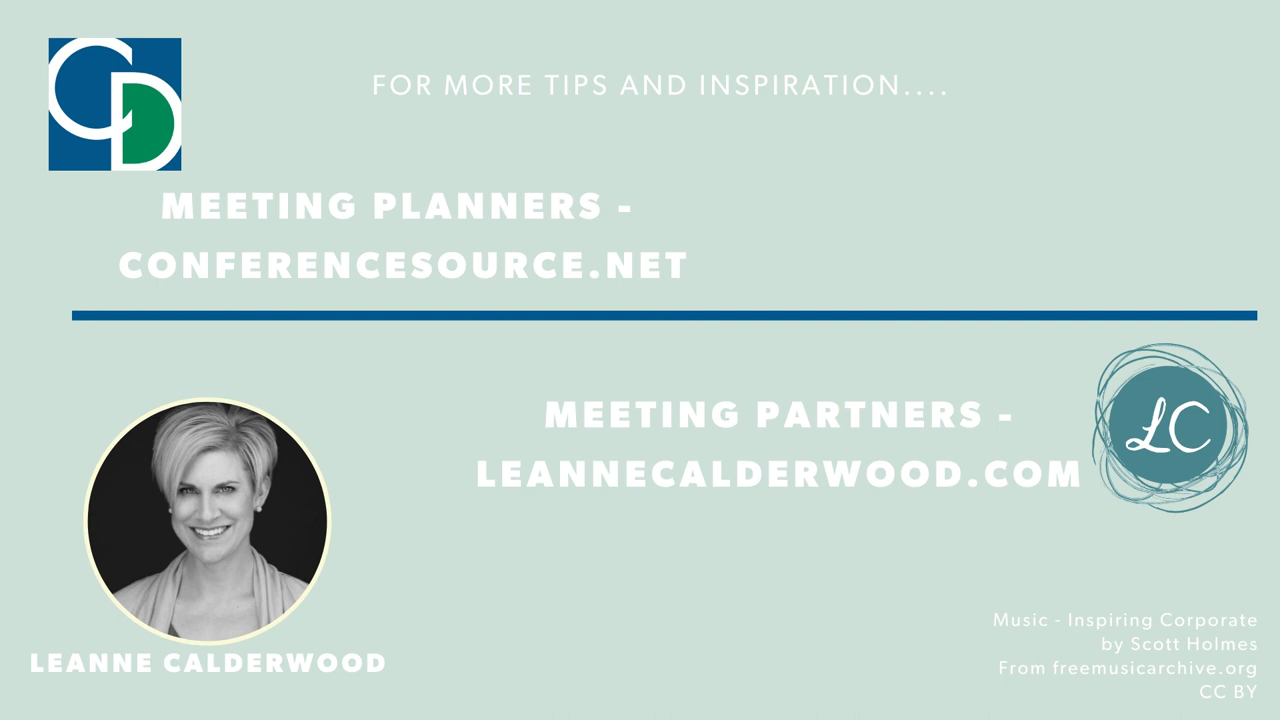 CD
FOR MORE TIPS AND INSPIRATION....
MEETING PLANNERS -
CONFERENCESOURCE.NET
MEETING PARTNERS -
LEANNECALDERWOOD.COM
LC
LEANNE CALDERWOOD
Music - Inspiring Corporate
by Scott Holmes
From freemusicarchive.org
CC BY